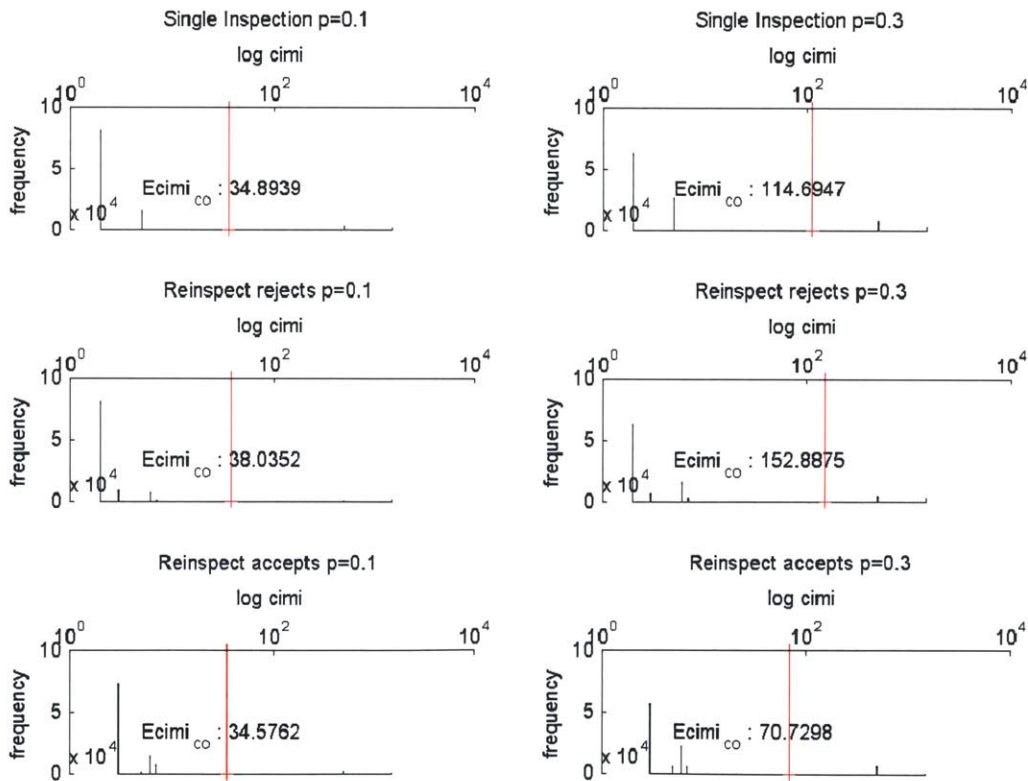 Single Inspection p=0.1
log cimi
10^0 10^2 10^4
10
frequency
5
Ecimi_co : 34.8939
x 10^4
0
Single Inspection p=0.3
log cimi
10^0 10^2 10^4
10
frequency
5
Ecimi_co : 114.6947
x 10^4
0
Reinspect rejects p=0.1
log cimi
10^0 10^2 10^4
10
frequency
5
Ecimi_co : 38.0352
x 10^4
0
Reinspect rejects p=0.3
log cimi
10^0 10^2 10^4
10
frequency
5
Ecimi_co : 152.8875
x 10^4
0
Reinspect accepts p=0.1
log cimi
10^0 10^2 10^4
10
frequency
5
Ecimi_co : 34.5762
x 10^4
0
Reinspect accepts p=0.3
log cimi
10^0 10^2 10^4
10
frequency
5
Ecimi_co : 70.7298
x 10^4
0